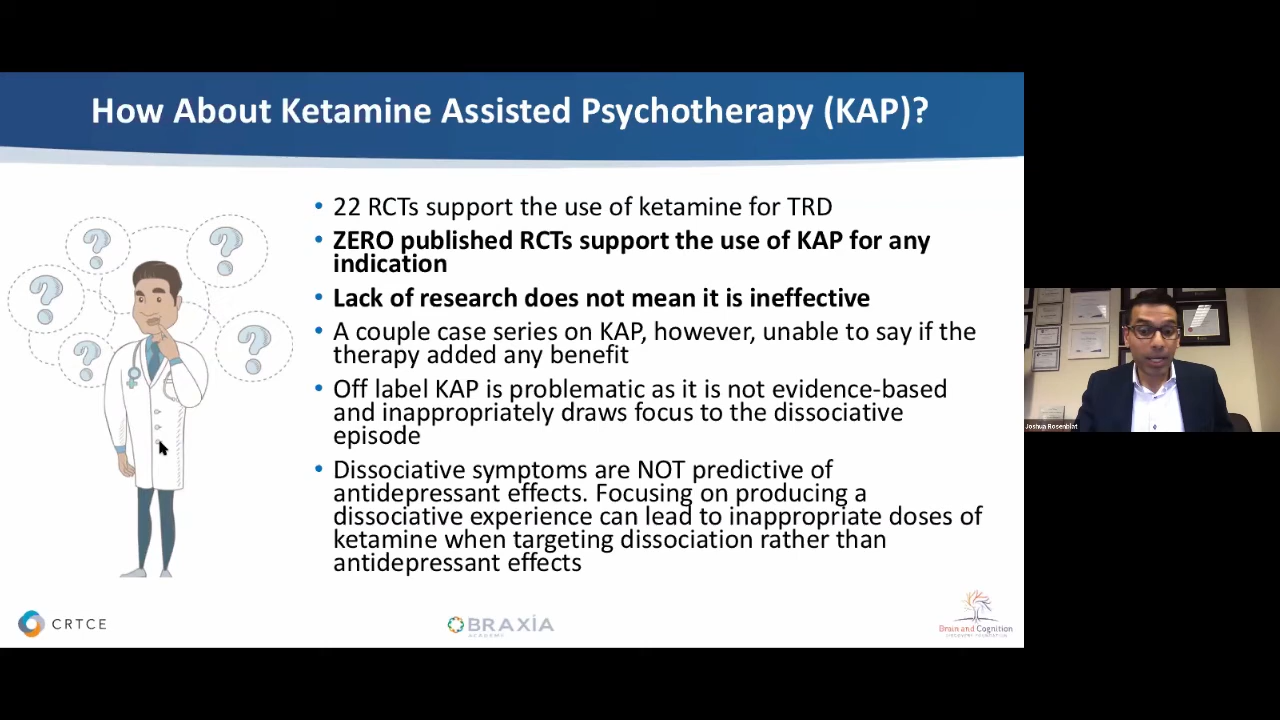 How About Ketamine Assisted Psychotherapy (KAP)?
• 22 RCTs support the use of ketamine for TRD
• ZERO published RCTs support the use of KAP for any
indication
• Lack of research does not mean it is ineffective
• A couple case series on KAP, however, unable to say if the
therapy added any benefit
• Off label KAP is problematic as it is not evidence-based
and inappropriately draws focus to the dissociative
episode
• Dissociative symptoms are NOT predictive of
antidepressant effects. Focusing on producing a
dissociative experience can lead to inappropriate doses of
ketamine when targeting dissociation rather than
antidepressant effects
? ? ? ? ?
CRTCE
BRAXIA
ACADEMY
Brain and Cognition
Joshua Rosenblat